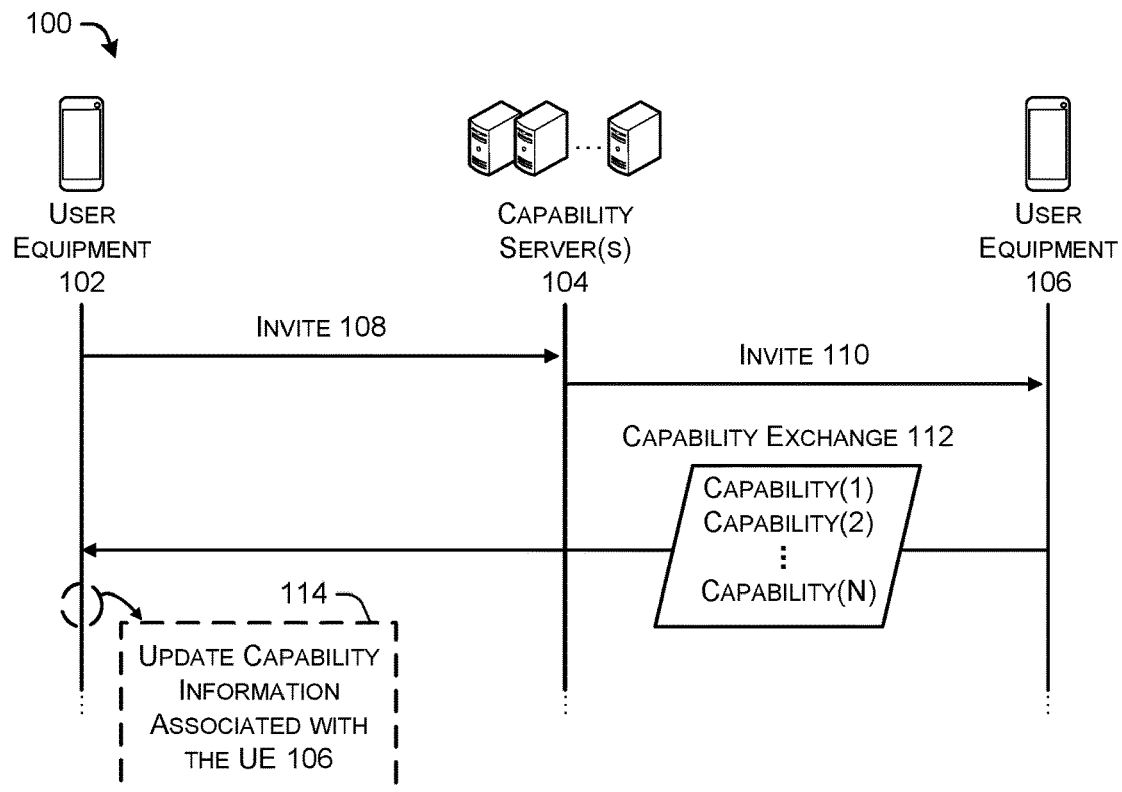 100
USER
EQUIPMENT
102
CAPABILITY
SERVER(S)
104
USER
EQUIPMENT
106
INVITE 108
INVITE 110
CAPABILITY EXCHANGE 112
CAPABILITY(1)
CAPABILITY(2)
CAPABILITY(N)
114
UPDATE CAPABILITY
INFORMATION
ASSOCIATED WITH
THE UE 106